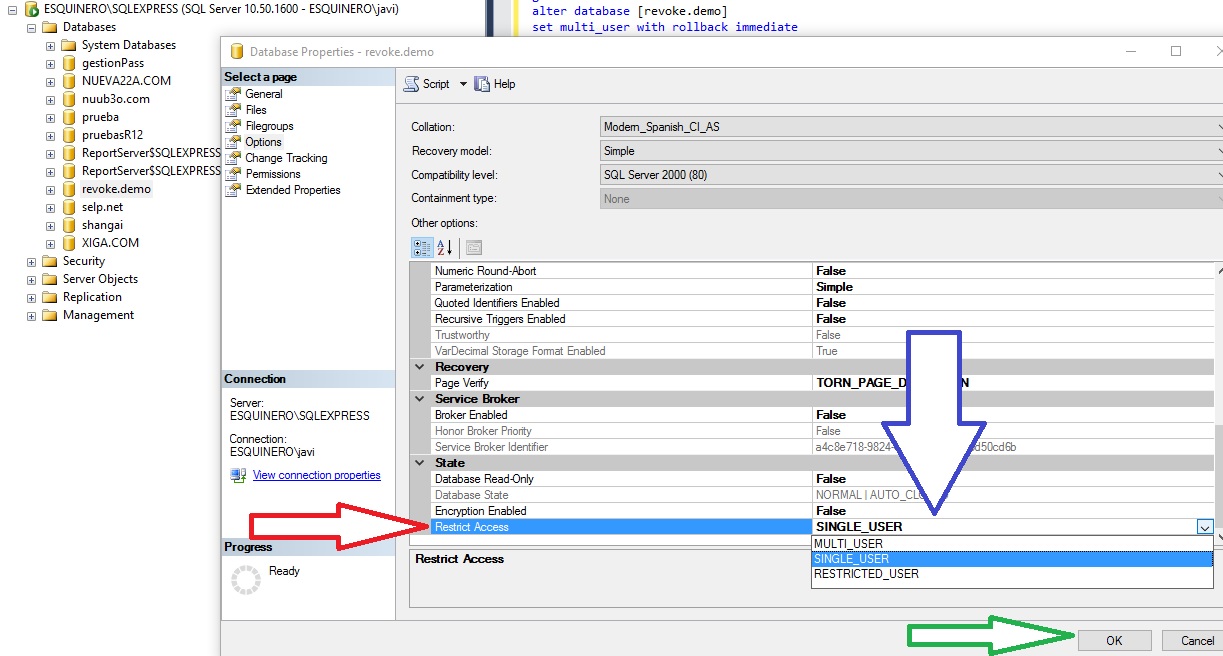 ESQUINERO\SQLEXPRESS (SQL Server 10.50.1600 - ESQUINERO\javi)
Databases
System Databases
gestionPass
NUEVA22A.COM
nuub3o.com
prueba
pruebasR12
ReportServer$SQLEXPRESS
ReportServer$SQLEXPRESS
revoke.demo
selp.net
shangai
XIGA.COM
Security
Server Objects
Replication
Management
alter database [revoke.demo]
set multi_user with rollback immediate
Database Properties - revoke.demo
Select a page
General
Files
Filegroups
Options
Change Tracking
Permissions
Extended Properties
Connection
Server:
ESQUINERO\SQLEXPRESS
Connection:
ESQUINERO\javi
View connection properties
Progress
Ready
Script Help
Collation: Modern_Spanish_CI_AS
Recovery model: Simple
Compatibility level: SQL Server 2000 (80)
Containment type: None
Other options:
Numeric Round-Abort False
Parameterization Simple
Quoted Identifiers Enabled False
Recursive Triggers Enabled False
Trustworthy False
VarDecimal Storage Format Enabled True
Recovery
Page Verify TORN_PAGE_D N
Service Broker
Broker Enabled False
Honor Broker Priority False
Service Broker Identifier a4c8e718-9824- d50cd6b
State
Database Read-Only False
Database State NORMAL | AUTO_CLO
Encryption Enabled False
Restrict Access SINGLE_USER
MULTI_USER
SINGLE_USER
RESTRICTED_USER
Restrict Access
OK Cancel